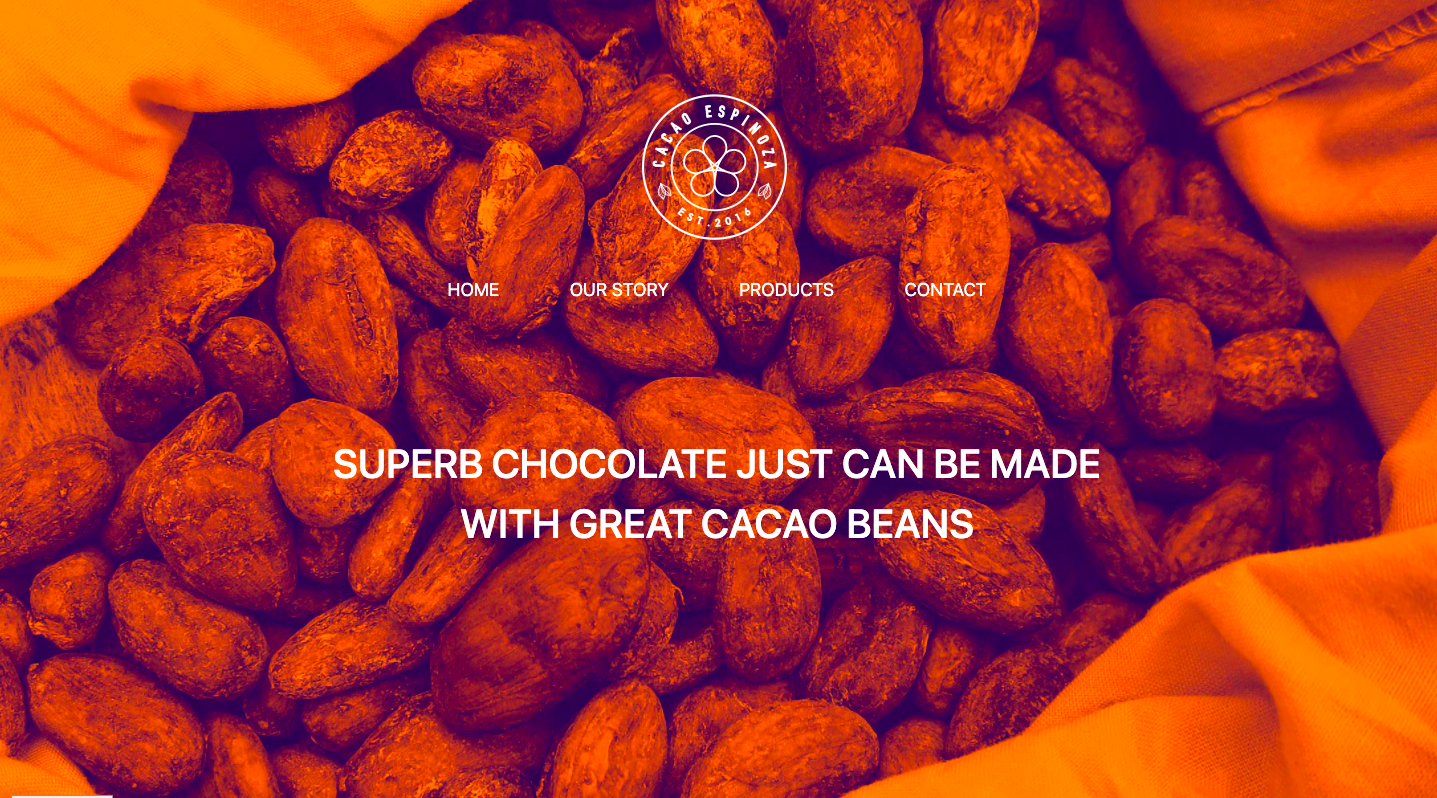 CACAO ESPINOZA
EST. 2016
HOME OUR STORY PRODUCTS CONTACT
SUPERB CHOCOLATE JUST CAN BE MADE
WITH GREAT CACAO BEANS